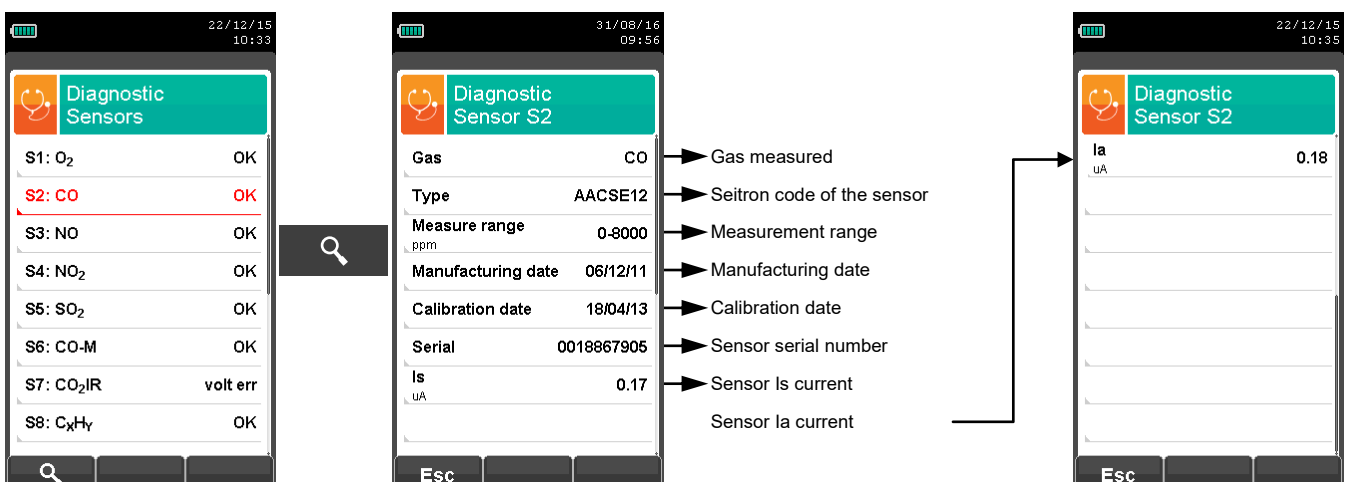 22/12/15
10:33
Diagnostic
Sensors
S1: O₂ OK
S2: CO OK
S3: NO OK
S4: NO₂ OK
S5: SO₂ OK
S6: CO-M OK
S7: CO₂IR volt err
S8: CₓHᵧ OK
31/08/16
09:56
Diagnostic
Sensor S2
Gas CO
Type AACSE12
Measure range 0-8000
ppm
Manufacturing date 06/12/11
Calibration date 18/04/13
Serial 0018867905
Is 0.17
uA
Esc
Gas measured
Seitron code of the sensor
Measurement range
Manufacturing date
Calibration date
Sensor serial number
Sensor Is current
Sensor Ia current
22/12/15
10:35
Diagnostic
Sensor S2
Ia 0.18
uA
Esc